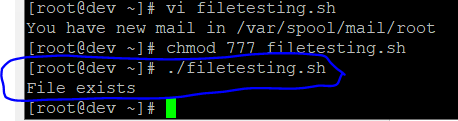 [root@dev ~]# vi filetesting.sh
You have new mail in /var/spool/mail/root
[root@dev ~]# chmod 777 filetesting.sh
[root@dev ~]# ./filetesting.sh
File exists
[root@dev ~]#